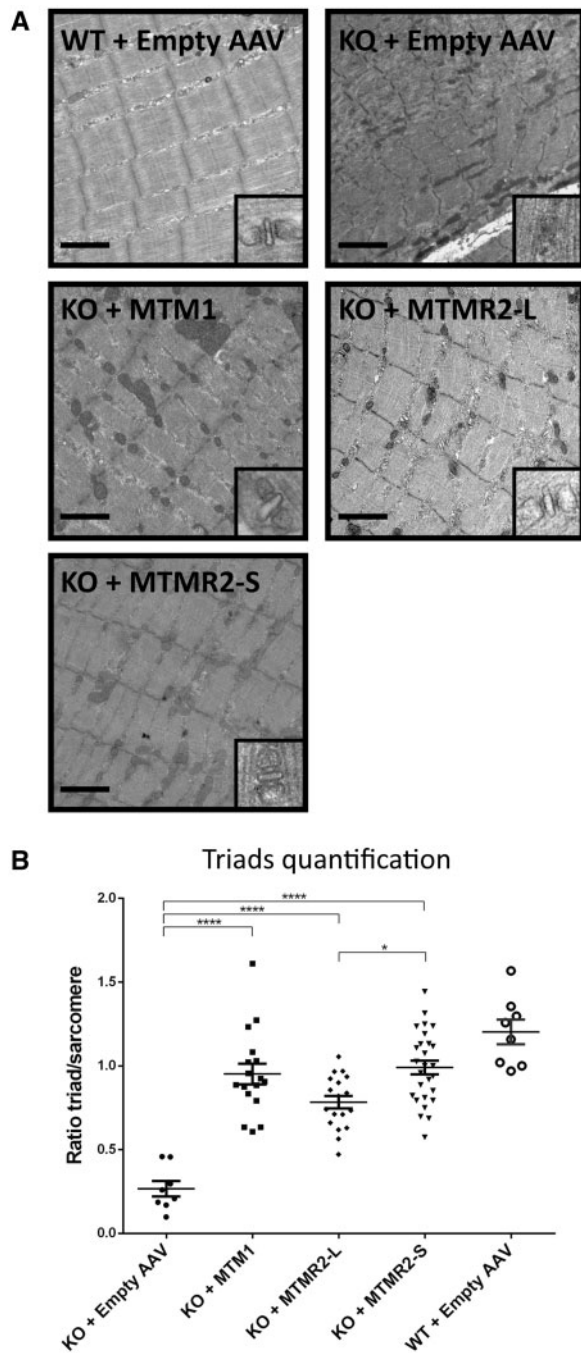 A
WT + Empty AAV
KO + Empty AAV
KO + MTM1
KO + MTMR2-L
KO + MTMR2-S
B
Triads quantification
Ratio triad/sarcomere
2.0
1.5
1.0
0.5
0.0
****
****
****
*
KO + Empty AAV
KO + MTM1
KO + MTMR2-L
KO + MTMR2-S
WT + Empty AAV